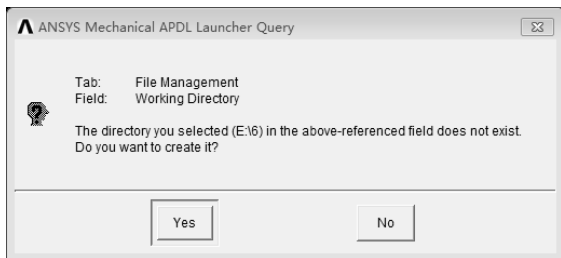 ANSYS Mechanical APDL Launcher Query
Tab: File Management
Field: Working Directory
The directory you selected (E:\6) in the above-referenced field does not exist.
Do you want to create it?
Yes No